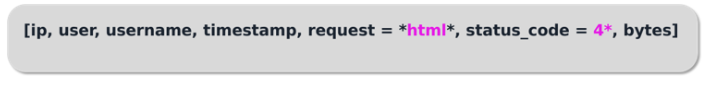 [ip, user, username, timestamp, request = *html*, status_code = 4*, bytes]